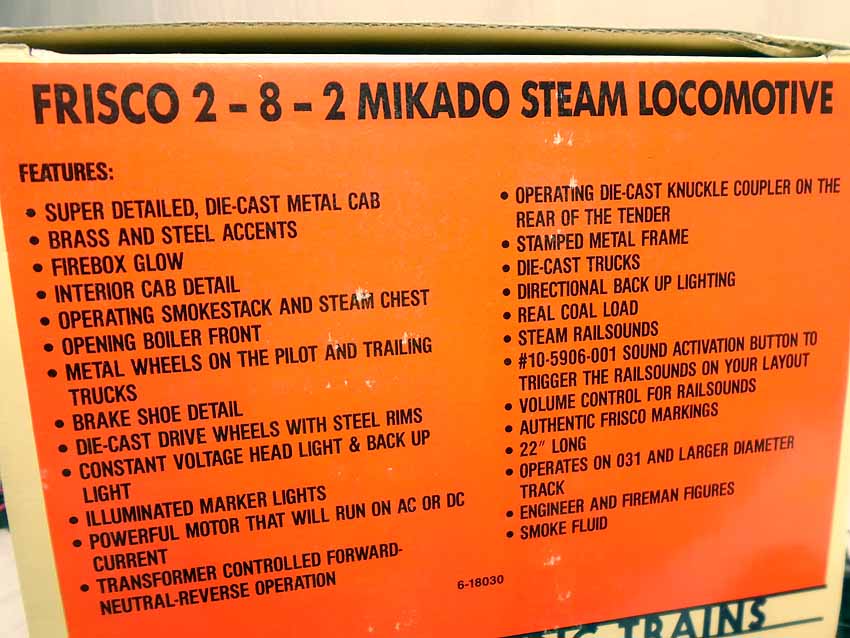 FRISCO 2 - 8 - 2 MIKADO STEAM LOCOMOTIVE
FEATURES:
• SUPER DETAILED, DIE-CAST METAL CAB
• BRASS AND STEEL ACCENTS
• FIREBOX GLOW
• INTERIOR CAB DETAIL
• OPERATING SMOKESTACK AND STEAM CHEST
• OPENING BOILER FRONT
• METAL WHEELS ON THE PILOT AND TRAILING
TRUCKS
• BRAKE SHOE DETAIL
• DIE-CAST DRIVE WHEELS WITH STEEL RIMS
• CONSTANT VOLTAGE HEAD LIGHT & BACK UP
LIGHT
• ILLUMINATED MARKER LIGHTS
• POWERFUL MOTOR THAT WILL RUN ON AC OR DC
CURRENT
• TRANSFORMER CONTROLLED FORWARD-
NEUTRAL-REVERSE OPERATION
• OPERATING DIE-CAST KNUCKLE COUPLER ON THE
REAR OF THE TENDER
• STAMPED METAL FRAME
• DIE-CAST TRUCKS
• DIRECTIONAL BACK UP LIGHTING
• REAL COAL LOAD
• STEAM RAILSOUNDS
• #10-5906-001 SOUND ACTIVATION BUTTON TO
TRIGGER THE RAILSOUNDS ON YOUR LAYOUT
• VOLUME CONTROL FOR RAILSOUNDS
• AUTHENTIC FRISCO MARKINGS
• 22" LONG
• OPERATES ON 031 AND LARGER DIAMETER
TRACK
• ENGINEER AND FIREMAN FIGURES
• SMOKE FLUID
6-18030
TRAINS